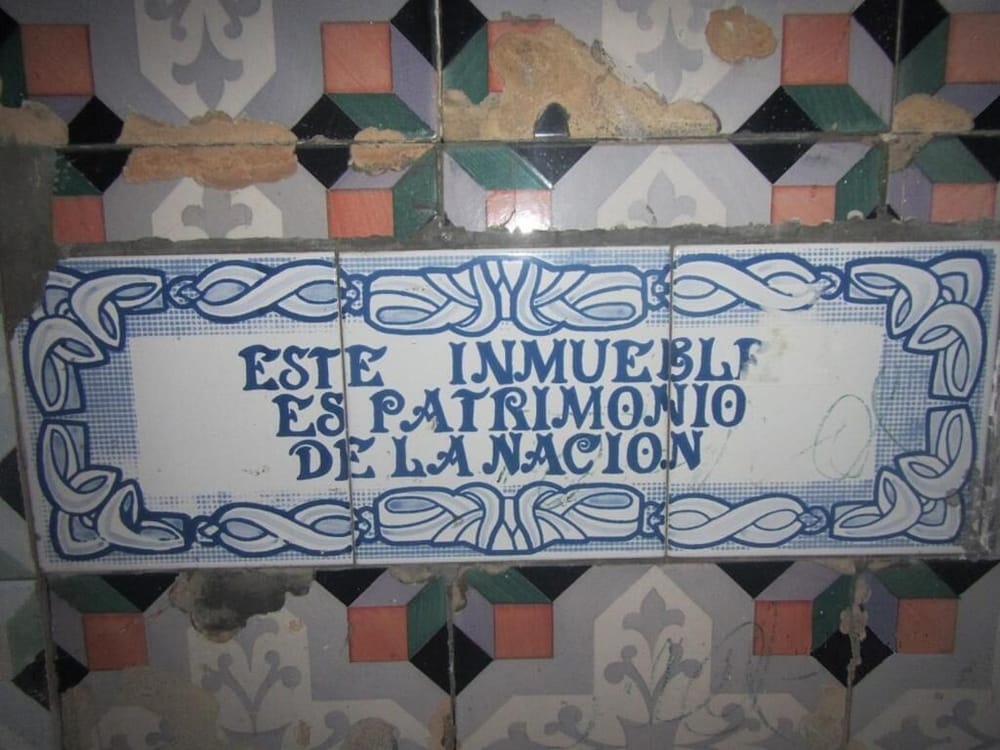 ESTE INMUEBLE
ES PATRIMONIO
DE LA NACION